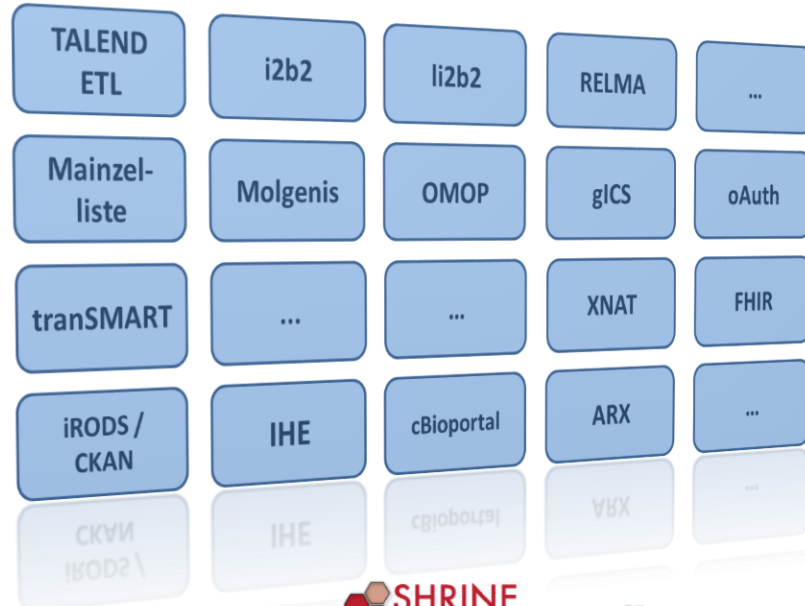 TALEND
ETL
i2b2
li2b2
RELMA
...
Mainzel-
liste
Molgenis
OMOP
gICS
oAuth
tranSMART
...
...
XNAT
FHIR
iRODS /
CKAN
IHE
cBioportal
ARX
...
SHRINE